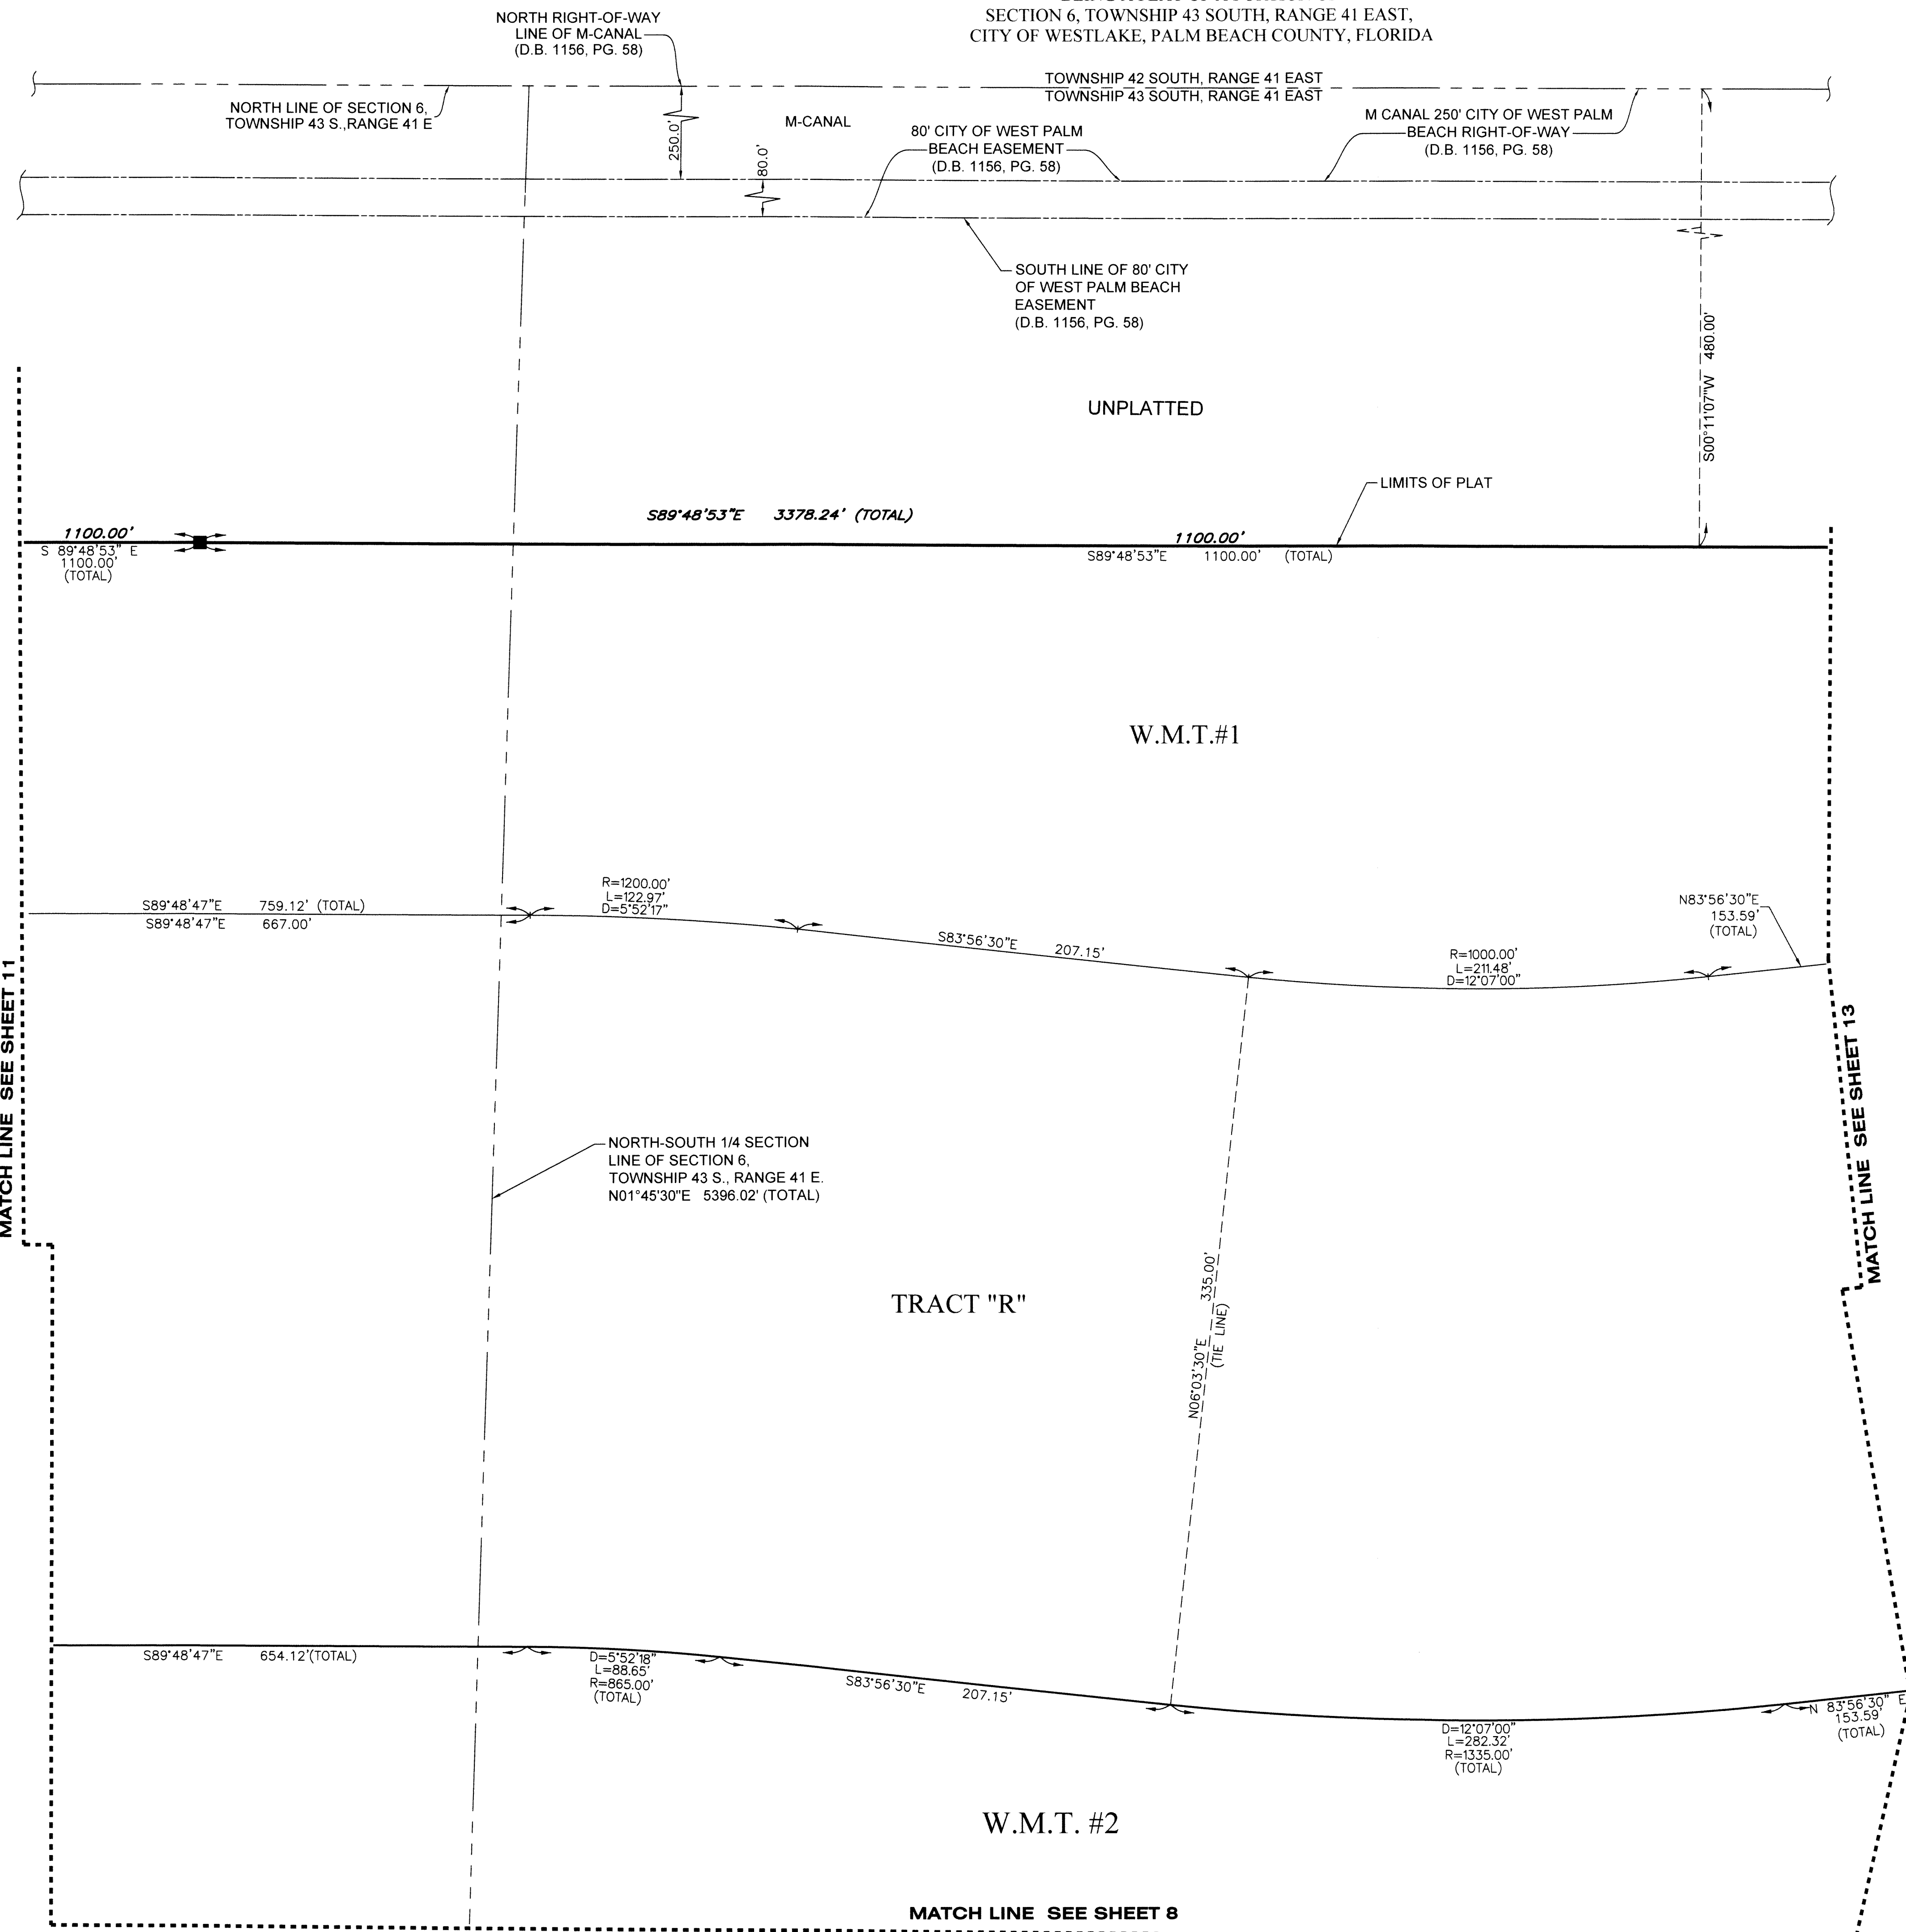 SECTION 6, TOWNSHIP 43 SOUTH, RANGE 41 EAST,
CITY OF WESTLAKE, PALM BEACH COUNTY, FLORIDA
NORTH RIGHT-OF-WAY
LINE OF M-CANAL
(D.B. 1156, PG. 58)
TOWNSHIP 42 SOUTH, RANGE 41 EAST
TOWNSHIP 43 SOUTH, RANGE 41 EAST
NORTH LINE OF SECTION 6,
TOWNSHIP 43 S.,RANGE 41 E
250.0'
M-CANAL
80.0'
80' CITY OF WEST PALM
BEACH EASEMENT
(D.B. 1156, PG. 58)
M CANAL 250' CITY OF WEST PALM
BEACH RIGHT-OF-WAY
(D.B. 1156, PG. 58)
SOUTH LINE OF 80' CITY
OF WEST PALM BEACH
EASEMENT
(D.B. 1156, PG. 58)
S00°11'07"W 480.00'
UNPLATTED
LIMITS OF PLAT
S89°48'53"E 3378.24' (TOTAL)
1100.00'
S 89°48'53" E
1100.00'
(TOTAL)
1100.00'
S89°48'53"E 1100.00' (TOTAL)
W.M.T.#1
S89°48'47"E 759.12' (TOTAL)
S89°48'47"E 667.00'
R=1200.00'
L=122.97'
D=5°52'17"
S83°56'30"E 207.15'
R=1000.00'
L=211.48'
D=12°07'00"
N83°56'30"E
153.59'
(TOTAL)
MATCH LINE SEE SHEET 11
MATCH LINE SEE SHEET 13
NORTH-SOUTH 1/4 SECTION
LINE OF SECTION 6,
TOWNSHIP 43 S., RANGE 41 E.
N01°45'30"E 5396.02' (TOTAL)
TRACT "R"
N06°03'30"E 335.00'
(TIE LINE)
S89°48'47"E 654.12'(TOTAL)
D=5°52'18"
L=88.65'
R=865.00'
(TOTAL)
S83°56'30"E 207.15'
D=12°07'00"
L=282.32'
R=1335.00'
(TOTAL)
N 83°56'30" E
153.59'
(TOTAL)
W.M.T. #2
MATCH LINE SEE SHEET 8